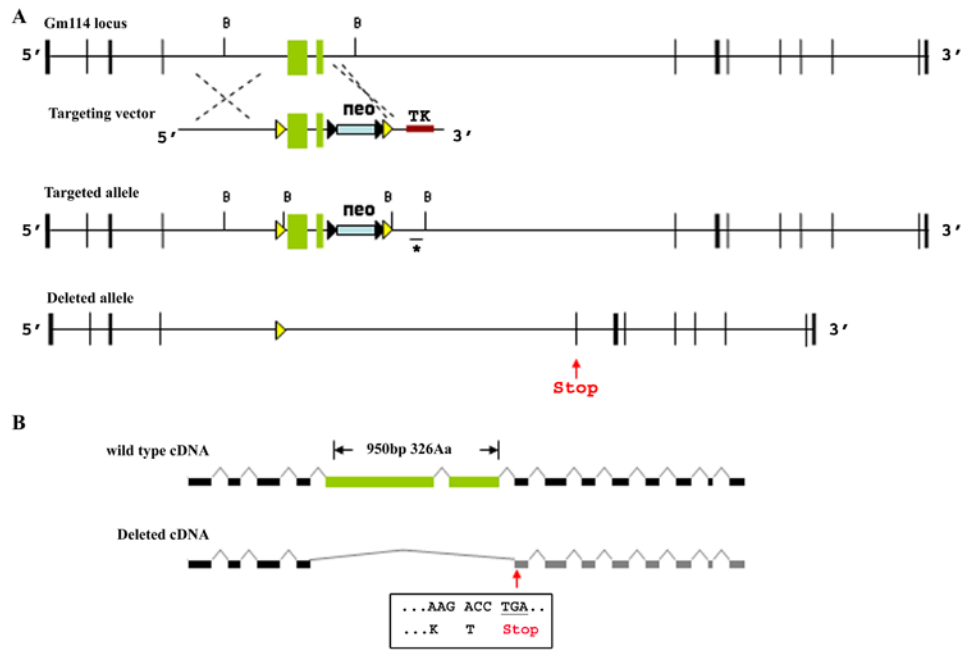 A
Gm114 locus
B B
5′ 3′
Targeting vector
neo
TK
5′ 3′
Targeted allele
B B B B
neo
5′ 3′
*
Deleted allele
5′ 3′
Stop
B
wild type cDNA
950bp 326Aa
Deleted cDNA
...AAG ACC TGA..
...K T Stop